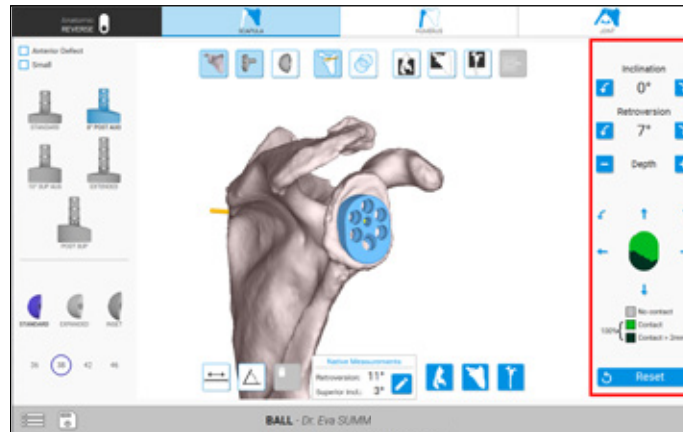 Anatomic
REVERSE
SCAPULA
HUMERUS
JOINT
Anterior Defect
Small
STANDARD
8° POST AUG
10° SUP AUG
EXTENDED
POST SUP
STANDARD
EXPANDED
INSET
36
38
42
46
Native Measurements
Retroversion: 11°
Superior Incl.: 3°
Inclination
0°
Retroversion
7°
Depth
No contact
100%
Contact
Contact > 2mm
Reset
BALL - Dr. Eva SUMM